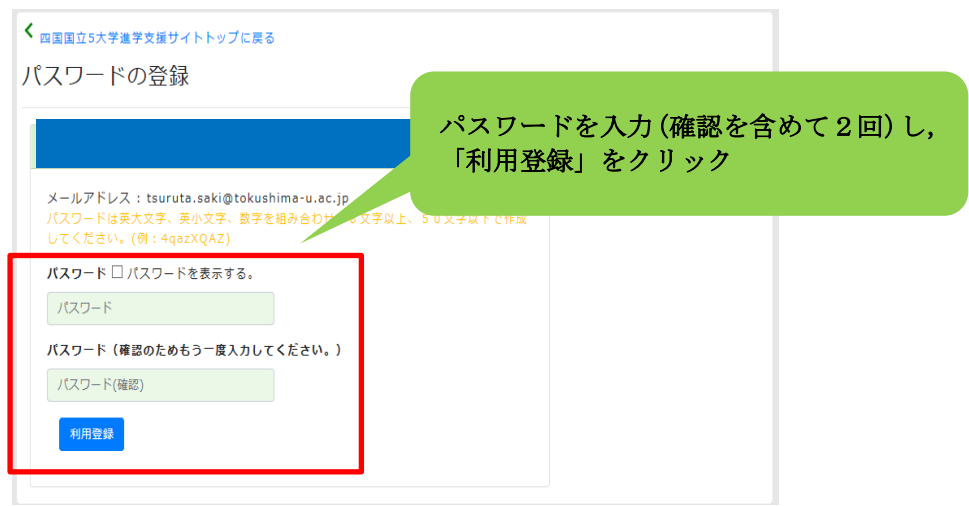 四国国立5大学進学支援サイトトップに戻る
パスワードの登録
パスワードを入力(確認を含めて２回)し,
「利用登録」をクリック
メールアドレス：tsuruta.saki@tokushima-u.ac.jp
パスワードは英大文字、英小文字、数字を組み合わせ 文字以上、５０文字以下で作成
してください。(例：4qazXQAZ)
パスワード □ パスワードを表示する。
パスワード
パスワード（確認のためもう一度入力してください。）
パスワード(確認)
利用登録